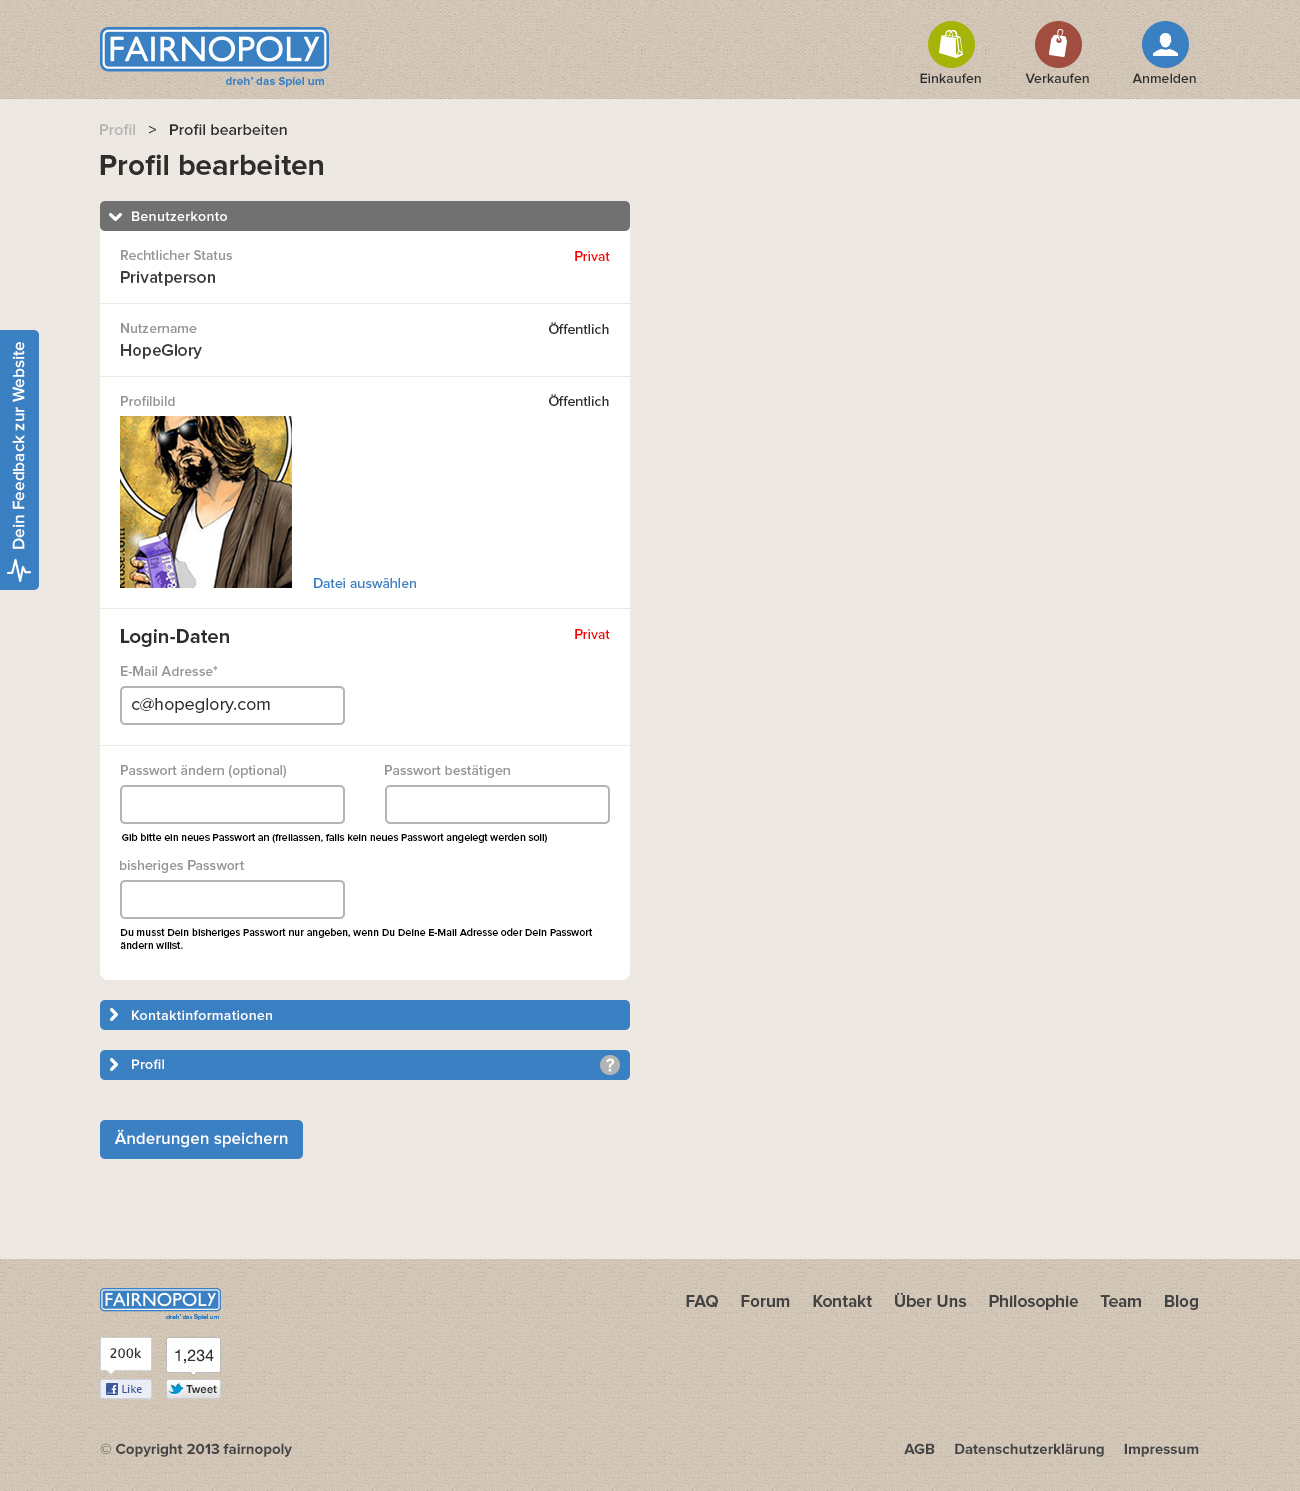 FAIRNOPOLY
dreh' das Spiel um
Einkaufen
Verkaufen
Anmelden
Profil > Profil bearbeiten
Profil bearbeiten
Benutzerkonto
Rechtlicher Status
Privat
Privatperson
Nutzername
Öffentlich
HopeGlory
Dein Feedback zur Website
Profilbild
Öffentlich
Datei auswählen
Login-Daten
Privat
E-Mail Adresse*
c@hopeglory.com
Passwort ändern (optional)
Passwort bestätigen
Gib bitte ein neues Passwort an (freilassen, falls kein neues Passwort angelegt werden soll)
bisheriges Passwort
Du musst Dein bisheriges Passwort nur angeben, wenn Du Deine E-Mail Adresse oder Dein Passwort
ändern willst.
Kontaktinformationen
Profil
?
Änderungen speichern
FAIRNOPOLY
dreh' das Spiel um
FAQ Forum Kontakt Über Uns Philosophie Team Blog
200k
1,234
Like
Tweet
© Copyright 2013 fairnopoly
AGB Datenschutzerklärung Impressum